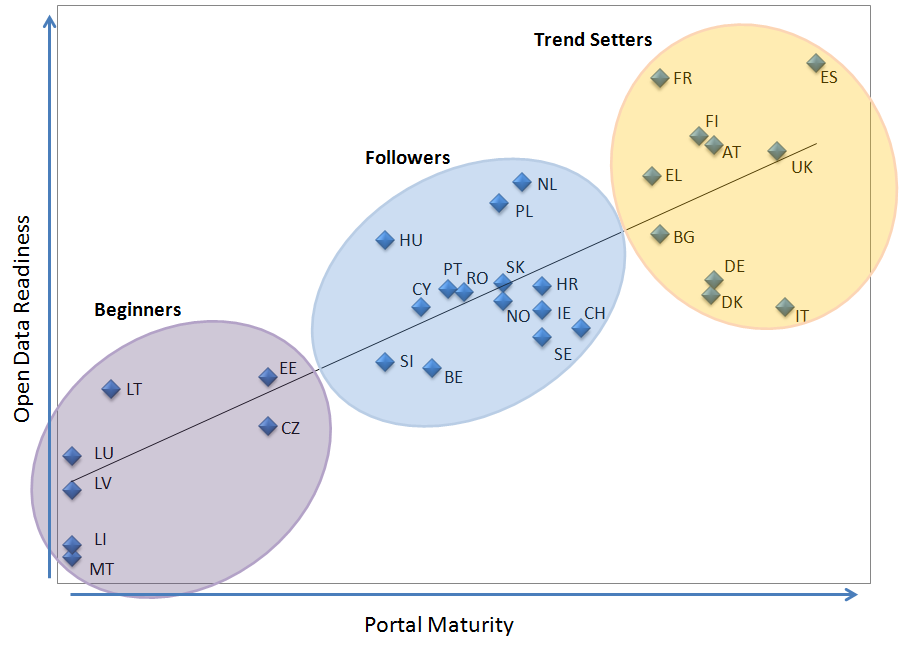 Trend Setters
ES
FR
FI
AT
UK
EL
Followers
NL
PL
BG
HU
DE
DK
IT
SK
PT
RO
HR
CY
NO
IE
CH
SE
Beginners
SI
BE
EE
LT
CZ
LU
LV
LI
MT
Open Data Readiness
Portal Maturity